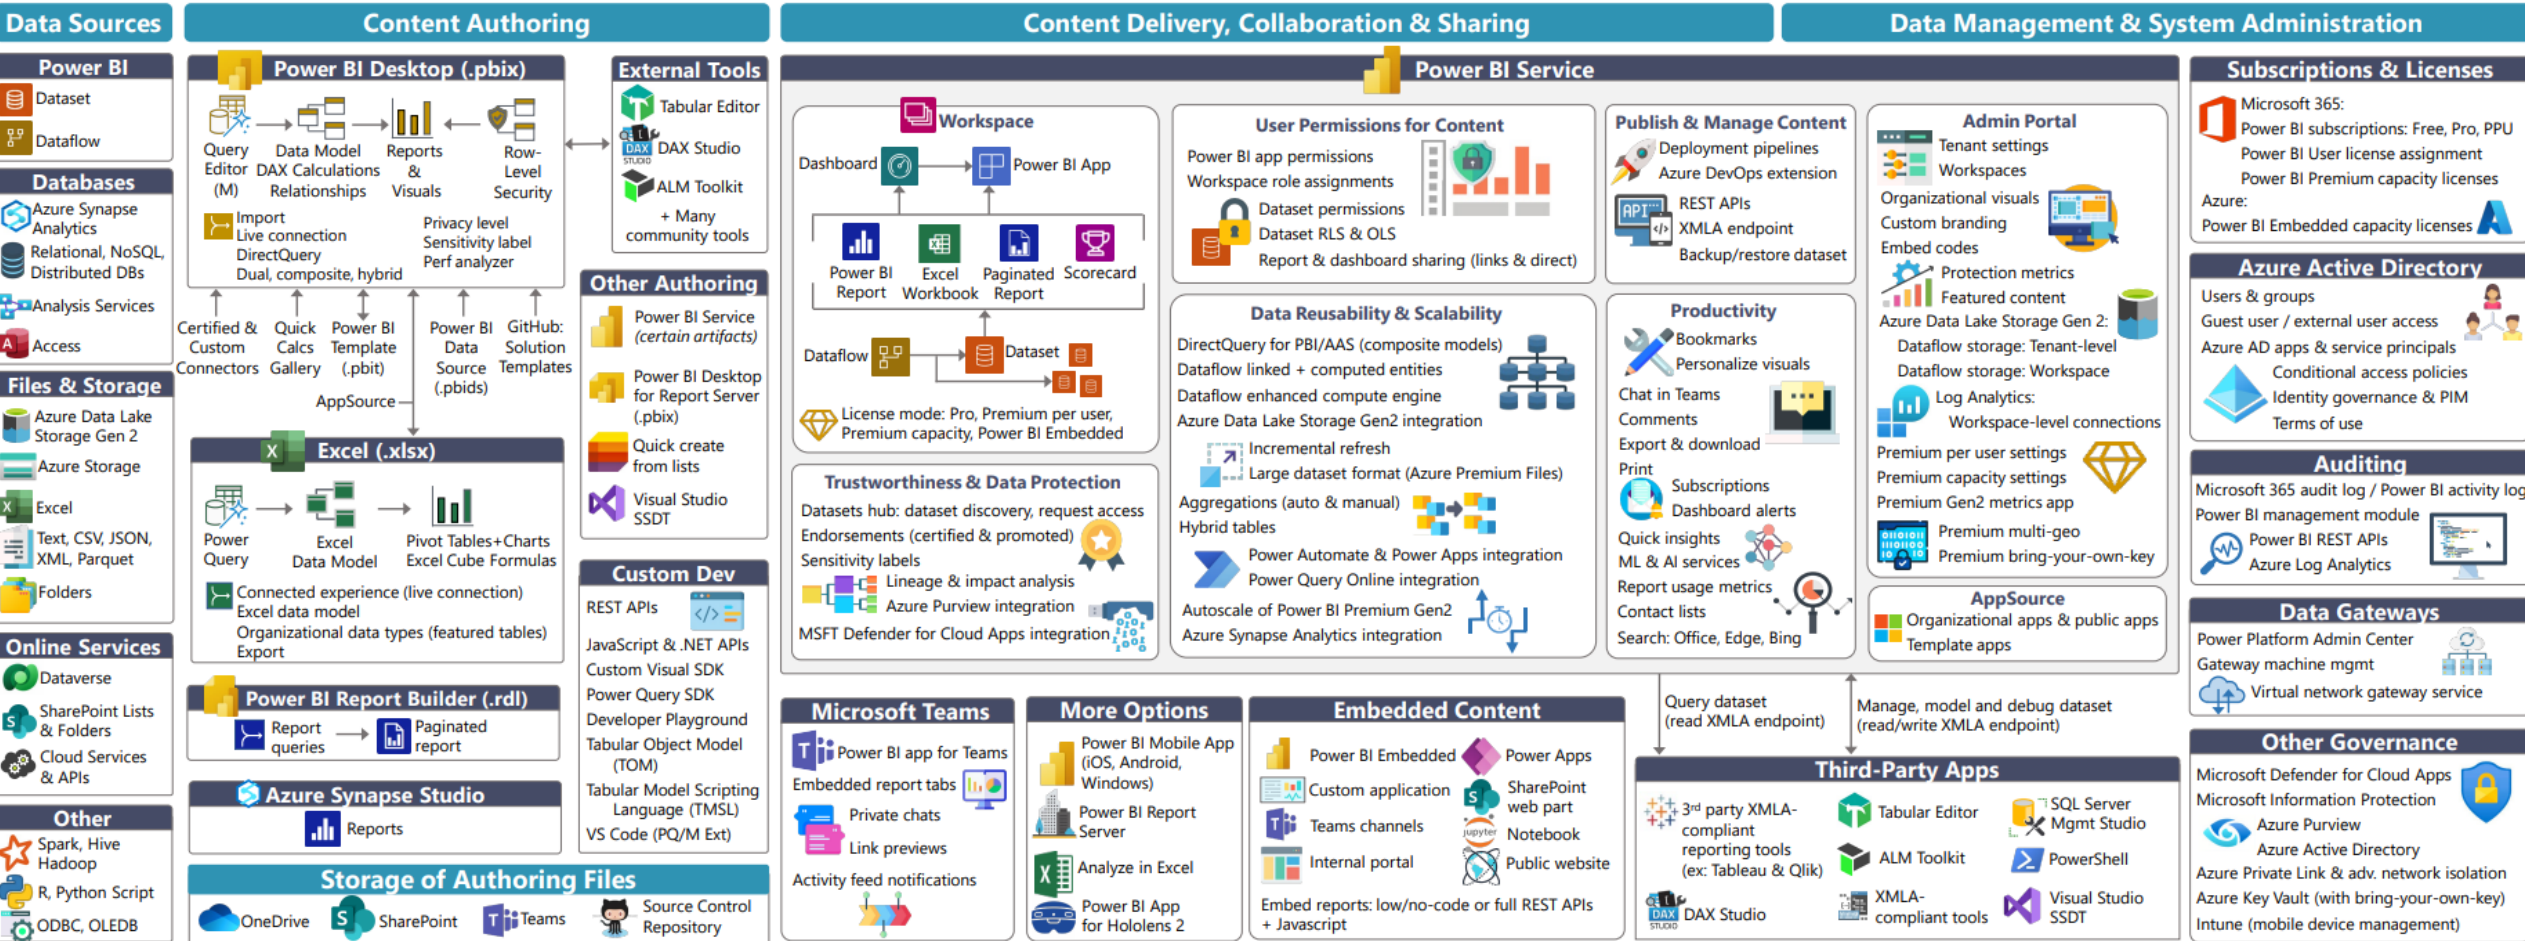 Data Sources
Content Authoring
Content Delivery, Collaboration & Sharing
Data Management & System Administration
Power BI
Dataset
Dataflow
Databases
Azure Synapse
Analytics
Relational, NoSQL,
Distributed DBs
Analysis Services
Access
Files & Storage
Azure Data Lake
Storage Gen 2
Azure Storage
Excel
Text, CSV, JSON,
XML, Parquet
Folders
Online Services
Dataverse
SharePoint Lists
& Folders
Cloud Services
& APIs
Other
Spark, Hive
Hadoop
R, Python Script
ODBC, OLEDB
Power BI Desktop (.pbix)
Query
Editor
(M)
Data Model
DAX Calculations
Relationships
Reports
&
Visuals
Row-
Level
Security
Import
Live connection
DirectQuery
Dual, composite, hybrid
Privacy level
Sensitivity label
Perf analyzer
Certified &
Custom
Connectors
Quick
Calcs
Gallery
Power BI
Template
(.pbit)
Power BI
Data
Source
(.pbids)
GitHub:
Solution
Templates
AppSource
Excel (.xlsx)
Power
Query
Excel
Data Model
Pivot Tables+Charts
Excel Cube Formulas
Connected experience (live connection)
Excel data model
Organizational data types (featured tables)
Export
Power BI Report Builder (.rdl)
Report
queries
Paginated
report
Azure Synapse Studio
Reports
Storage of Authoring Files
OneDrive
SharePoint
Teams
Source Control
Repository
External Tools
Tabular Editor
DAX
STUDIO
DAX Studio
ALM Toolkit
+ Many
community tools
Other Authoring
Power BI Service
(certain artifacts)
Power BI Desktop
for Report Server
(.pbix)
Quick create
from lists
Visual Studio
SSDT
Custom Dev
REST APIs
JavaScript & .NET APIs
Custom Visual SDK
Power Query SDK
Developer Playground
Tabular Object Model
(TOM)
Tabular Model Scripting
Language (TMSL)
VS Code (PQ/M Ext)
Power BI Service
Workspace
Dashboard
Power BI App
Power BI
Report
Excel
Workbook
Paginated
Report
Scorecard
Dataflow
Dataset
License mode: Pro, Premium per user,
Premium capacity, Power BI Embedded
Trustworthiness & Data Protection
Datasets hub: dataset discovery, request access
Endorsements (certified & promoted)
Sensitivity labels
Lineage & impact analysis
Azure Purview integration
MSFT Defender for Cloud Apps integration
User Permissions for Content
Power BI app permissions
Workspace role assignments
Dataset permissions
Dataset RLS & OLS
Report & dashboard sharing (links & direct)
Data Reusability & Scalability
DirectQuery for PBI/AAS (composite models)
Dataflow linked + computed entities
Dataflow enhanced compute engine
Azure Data Lake Storage Gen2 integration
Incremental refresh
Large dataset format (Azure Premium Files)
Aggregations (auto & manual)
Hybrid tables
Power Automate & Power Apps integration
Power Query Online integration
Autoscale of Power BI Premium Gen2
Azure Synapse Analytics integration
Publish & Manage Content
Deployment pipelines
Azure DevOps extension
API
REST APIs
XMLA endpoint
Backup/restore dataset
Productivity
Bookmarks
Personalize visuals
Chat in Teams
Comments
Export & download
Print
Subscriptions
Dashboard alerts
Quick insights
ML & AI services
Report usage metrics
Contact lists
Search: Office, Edge, Bing
Admin Portal
Tenant settings
Workspaces
Organizational visuals
Custom branding
Embed codes
Protection metrics
Featured content
Azure Data Lake Storage Gen 2:
Dataflow storage: Tenant-level
Dataflow storage: Workspace
Log Analytics:
Workspace-level connections
Premium per user settings
Premium capacity settings
Premium Gen2 metrics app
Premium multi-geo
Premium bring-your-own-key
AppSource
Organizational apps & public apps
Template apps
Microsoft Teams
Power BI app for Teams
Embedded report tabs
Private chats
Link previews
Activity feed notifications
More Options
Power BI Mobile App
(iOS, Android,
Windows)
Power BI Report
Server
Analyze in Excel
Power BI App
for Hololens 2
Embedded Content
Power BI Embedded
Custom application
Teams channels
Internal portal
Power Apps
SharePoint
web part
jupyter
Notebook
Public website
Embed reports: low/no-code or full REST APIs
+ Javascript
Query dataset
(read XMLA endpoint)
Manage, model and debug dataset
(read/write XMLA endpoint)
Third-Party Apps
3rd party XMLA-
compliant
reporting tools
(ex: Tableau & Qlik)
DAX
STUDIO
DAX Studio
Tabular Editor
ALM Toolkit
XMLA-
compliant tools
SQL Server
Mgmt Studio
PowerShell
Visual Studio
SSDT
Subscriptions & Licenses
Microsoft 365:
Power BI subscriptions: Free, Pro, PPU
Power BI User license assignment
Power BI Premium capacity licenses
Azure:
Power BI Embedded capacity licenses
Azure Active Directory
Users & groups
Guest user / external user access
Azure AD apps & service principals
Conditional access policies
Identity governance & PIM
Terms of use
Auditing
Microsoft 365 audit log / Power BI activity log
Power BI management module
Power BI REST APIs
Azure Log Analytics
Data Gateways
Power Platform Admin Center
Gateway machine mgmt
Virtual network gateway service
Other Governance
Microsoft Defender for Cloud Apps
Microsoft Information Protection
Azure Purview
Azure Active Directory
Azure Private Link & adv. network isolation
Azure Key Vault (with bring-your-own-key)
Intune (mobile device management)